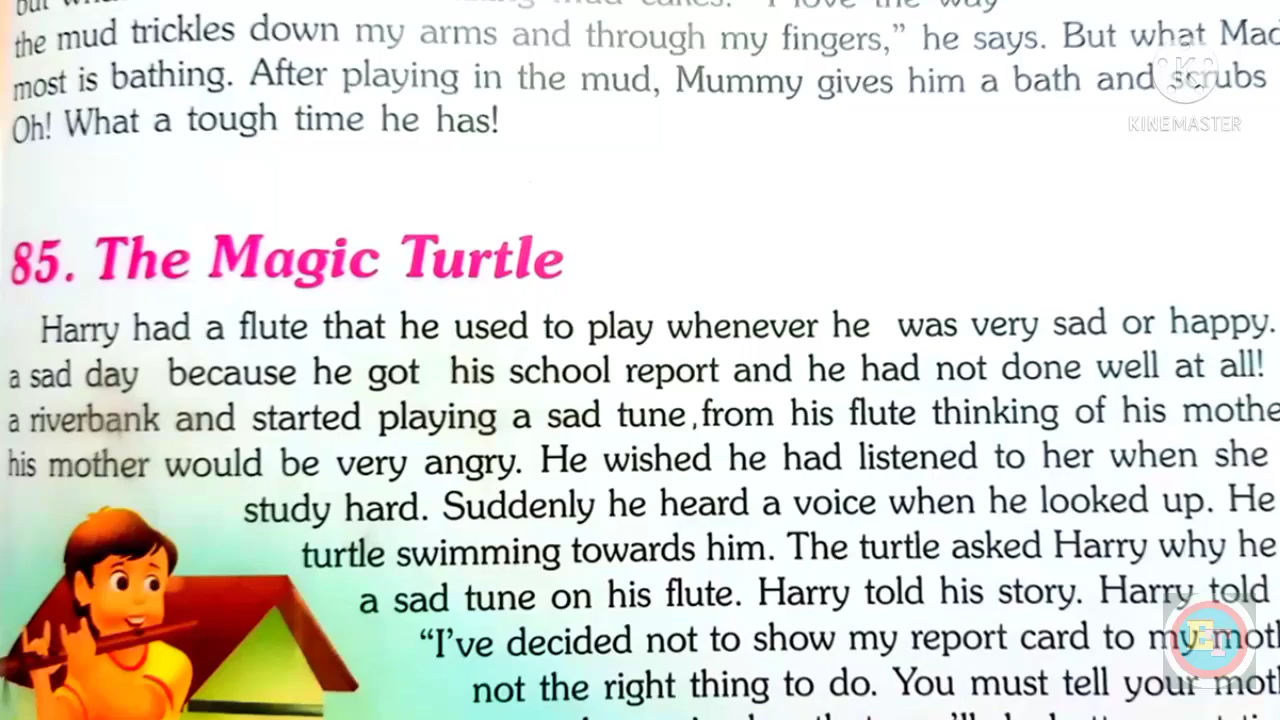 the mud trickles down my arms and through my fingers," he says. But what Mad
most is bathing. After playing in the mud, Mummy gives him a bath and scrubs
Oh! What a tough time he has!
KINEMASTER
85. The Magic Turtle
Harry had a flute that he used to play whenever he was very sad or happy.
a sad day because he got his school report and he had not done well at all!
a riverbank and started playing a sad tune, from his flute thinking of his mothe
his mother would be very angry. He wished he had listened to her when she
study hard. Suddenly he heard a voice when he looked up. He
turtle swimming towards him. The turtle asked Harry why he
a sad tune on his flute. Harry told his story. Harry told
"I've decided not to show my report card to my moth
not the right thing to do. You must tell your moth
ET